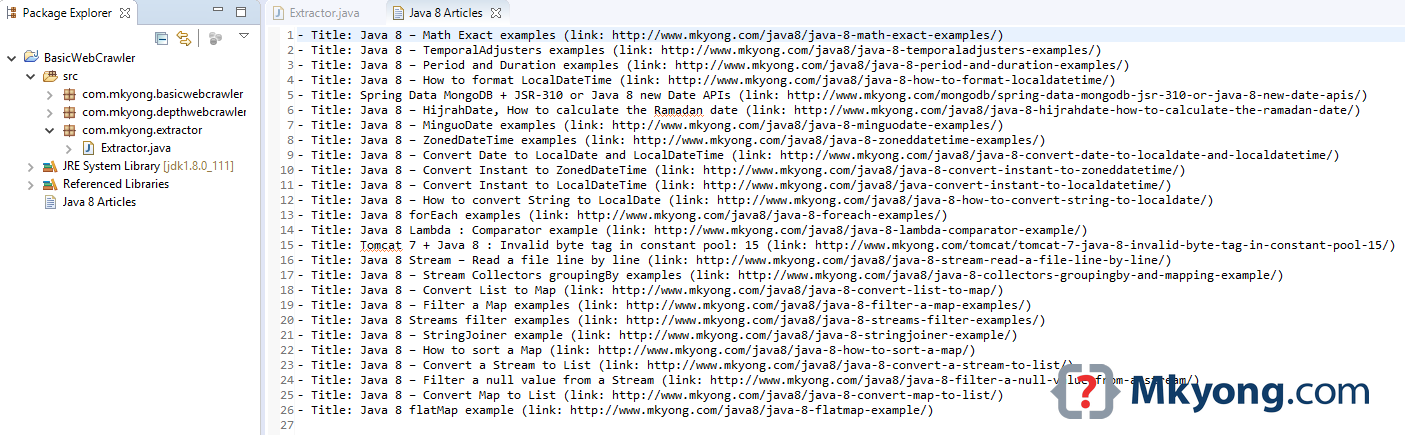 Package Explorer
BasicWebCrawler
src
com.mkyong.basicwebcrawler
com.mkyong.depthwebcrawler
com.mkyong.extractor
Extractor.java
JRE System Library [jdk1.8.0_111]
Referenced Libraries
Java 8 Articles
Extractor.java
Java 8 Articles
1 - Title: Java 8 – Math Exact examples (link: http://www.mkyong.com/java8/java-8-math-exact-examples/)
2 - Title: Java 8 – TemporalAdjusters examples (link: http://www.mkyong.com/java8/java-8-temporaladjusters-examples/)
3 - Title: Java 8 – Period and Duration examples (link: http://www.mkyong.com/java8/java-8-period-and-duration-examples/)
4 - Title: Java 8 – How to format LocalDateTime (link: http://www.mkyong.com/java8/java-8-how-to-format-localdatetime/)
5 - Title: Spring Data MongoDB + JSR-310 or Java 8 new Date APIs (link: http://www.mkyong.com/mongodb/spring-data-mongodb-jsr-310-or-java-8-new-date-apis/)
6 - Title: Java 8 – HijrahDate, How to calculate the Ramadan date (link: http://www.mkyong.com/java8/java-8-hijrahdate-how-to-calculate-the-ramadan-date/)
7 - Title: Java 8 – MinguoDate examples (link: http://www.mkyong.com/java8/java-8-minguodate-examples/)
8 - Title: Java 8 – ZonedDateTime examples (link: http://www.mkyong.com/java8/java-8-zoneddatetime-examples/)
9 - Title: Java 8 – Convert Date to LocalDate and LocalDateTime (link: http://www.mkyong.com/java8/java-8-convert-date-to-localdate-and-localdatetime/)
10 - Title: Java 8 – Convert Instant to ZonedDateTime (link: http://www.mkyong.com/java8/java-8-convert-instant-to-zoneddatetime/)
11 - Title: Java 8 – Convert Instant to LocalDateTime (link: http://www.mkyong.com/java8/java-convert-instant-to-localdatetime/)
12 - Title: Java 8 – How to convert String to LocalDate (link: http://www.mkyong.com/java8/java-8-how-to-convert-string-to-localdate/)
13 - Title: Java 8 forEach examples (link: http://www.mkyong.com/java8/java-8-foreach-examples/)
14 - Title: Java 8 Lambda : Comparator example (link: http://www.mkyong.com/java8/java-8-lambda-comparator-example/)
15 - Title: Tomcat 7 + Java 8 : Invalid byte tag in constant pool: 15 (link: http://www.mkyong.com/tomcat/tomcat-7-java-8-invalid-byte-tag-in-constant-pool-15/)
16 - Title: Java 8 Stream – Read a file line by line (link: http://www.mkyong.com/java8/java-8-stream-read-a-file-line-by-line/)
17 - Title: Java 8 – Stream Collectors groupingBy examples (link: http://www.mkyong.com/java8/java-8-collectors-groupingby-and-mapping-example/)
18 - Title: Java 8 – Convert List to Map (link: http://www.mkyong.com/java8/java-8-convert-list-to-map/)
19 - Title: Java 8 – Filter a Map examples (link: http://www.mkyong.com/java8/java-8-filter-a-map-examples/)
20 - Title: Java 8 Streams filter examples (link: http://www.mkyong.com/java8/java-8-streams-filter-examples/)
21 - Title: Java 8 – StringJoiner example (link: http://www.mkyong.com/java8/java-8-stringjoiner-example/)
22 - Title: Java 8 – How to sort a Map (link: http://www.mkyong.com/java8/java-8-how-to-sort-a-map/)
23 - Title: Java 8 – Convert a Stream to List (link: http://www.mkyong.com/java8/java-8-convert-a-stream-to-list/)
24 - Title: Java 8 – Filter a null value from a Stream (link: http://www.mkyong.com/java8/java-8-filter-a-null-value-from-a-stream/)
25 - Title: Java 8 – Convert Map to List (link: http://www.mkyong.com/java8/java-8-convert-map-to-list/)
26 - Title: Java 8 flatMap example (link: http://www.mkyong.com/java8/java-8-flatmap-example/)
27
{?} Mkyong.com